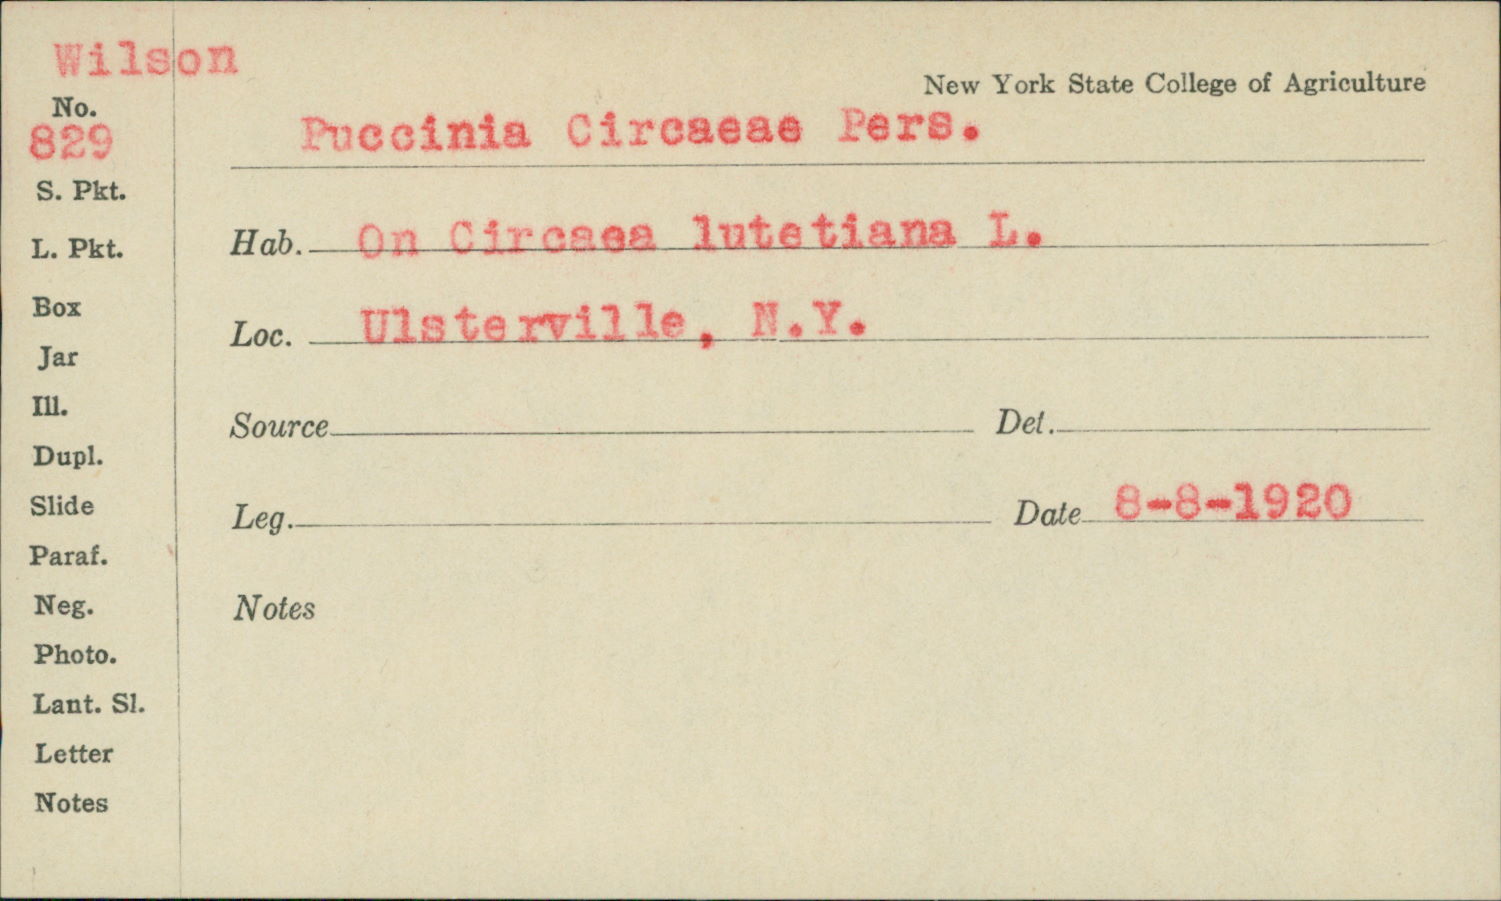 Wilson
New York State College of Agriculture
No.
829
Puccinia Circaeae Pers.
S. Pkt.
Hab. On Circaea lutetiana L.
L. Pkt.
Box
Loc. Ulsterville, N.Y.
Jar
Ill.
Source Det.
Dupl.
Slide
Leg. Date 8-8-1920
Paraf.
Neg.
Notes
Photo.
Lant. Sl.
Letter
Notes